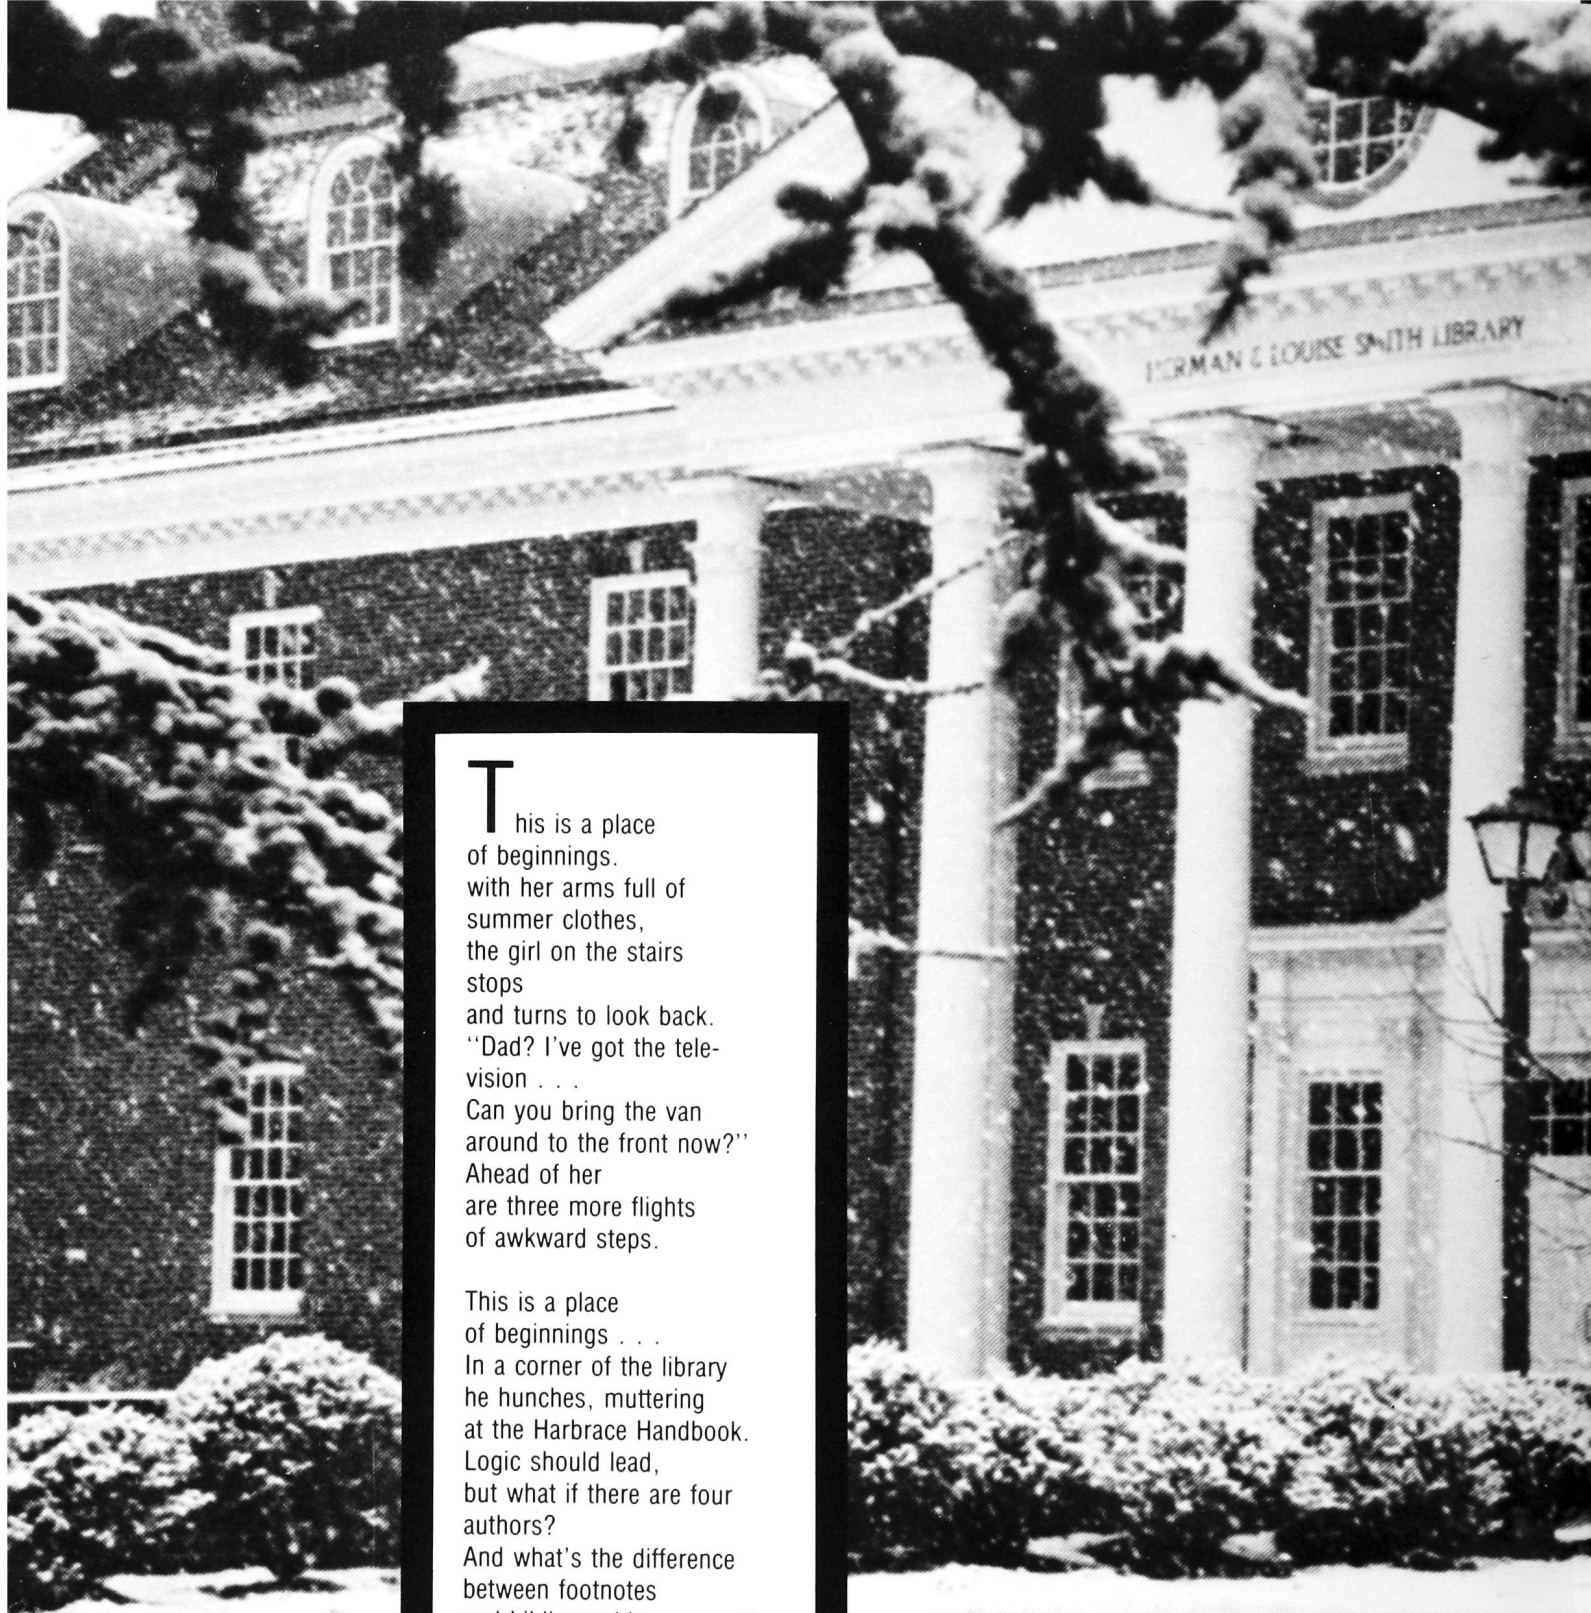 HERMAN & LOUISE SMITH LIBRARY
This is a place
of beginnings.
with her arms full of
summer clothes,
the girl on the stairs
stops
and turns to look back.
‘‘Dad? I've got the tele-
vision . . .
Can you bring the van
around to the front now?’’
Ahead of her
are three more flights
of awkward steps.

This is a place
of beginnings . . .
In a corner of the library
he hunches, muttering
at the Harbrace Handbook.
Logic should lead,
but what if there are four
authors?
And what's the difference
between footnotes